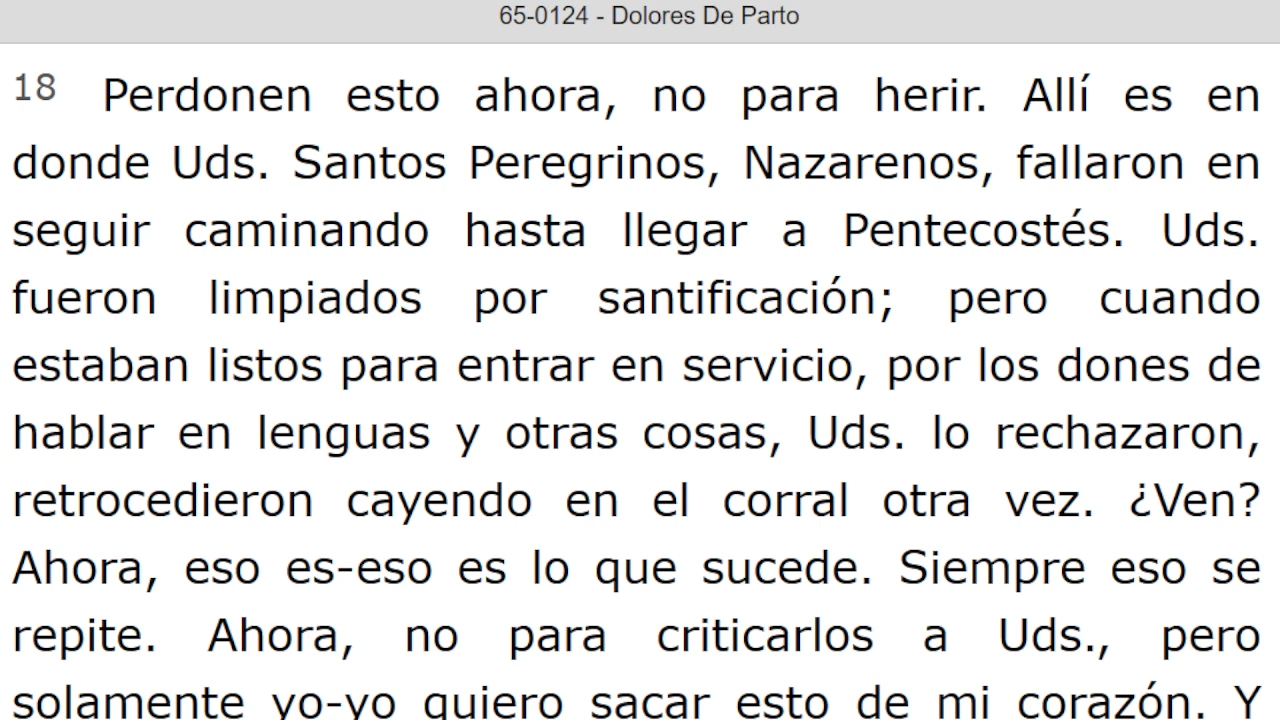 65-0124 - Dolores De Parto
18 Perdonen esto ahora, no para herir. Allí es en
donde Uds. Santos Peregrinos, Nazarenos, fallaron en
seguir caminando hasta llegar a Pentecostés. Uds.
fueron limpiados por santificación; pero cuando
estaban listos para entrar en servicio, por los dones de
hablar en lenguas y otras cosas, Uds. lo rechazaron,
retrocedieron cayendo en el corral otra vez. ¿Ven?
Ahora, eso es-eso es lo que sucede. Siempre eso se
repite. Ahora, no para criticarlos a Uds., pero
solamente yo-yo quiero sacar esto de mi corazón. Y